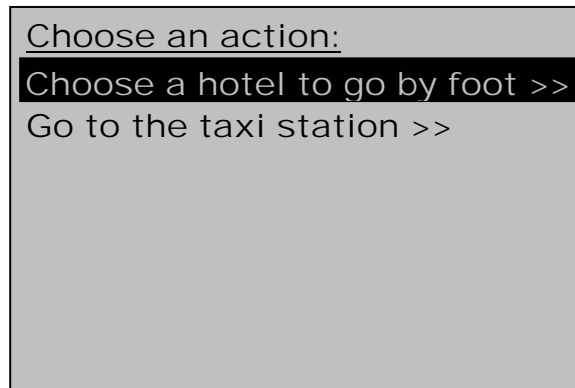 Choose an action:
Choose a hotel to go by foot >>
Go to the taxi station >>